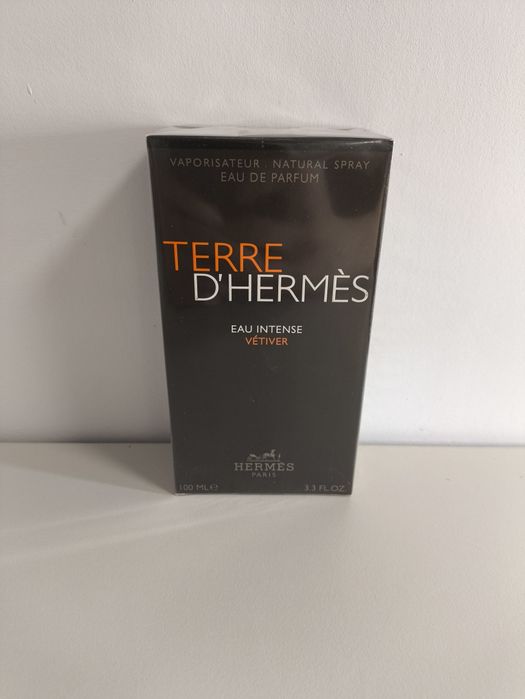 VAPORISATEUR . NATURAL SPRAY
EAU DE PARFUM
TERRE
D'HERMÈS
EAU INTENSE
VÉTIVER
HERMÈS
PARIS
100 ML℮ 3.3 FL.OZ.